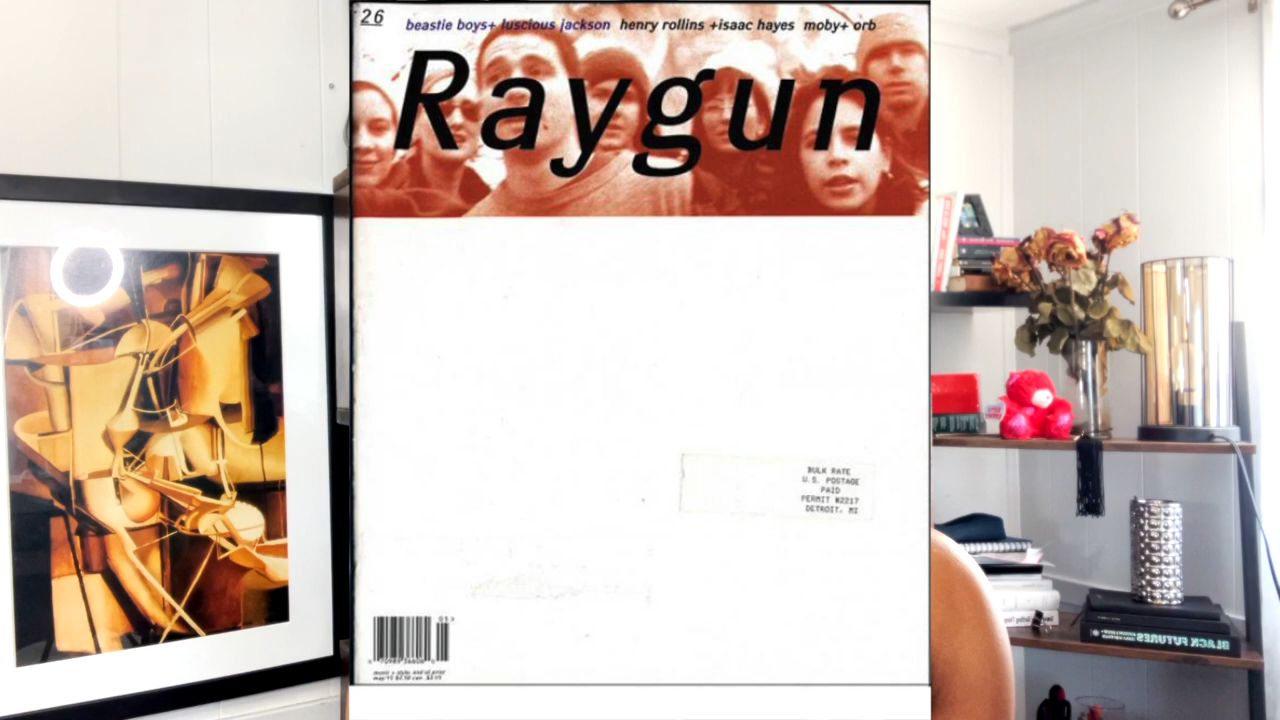 26
beastie boys+ luscious jackson henry rollins +isaac hayes moby+ orb
Raygun
BULK RATE
U.S. POSTAGE
PAID
PERMIT #2217
DETROIT, MI
BLACK FUTURES